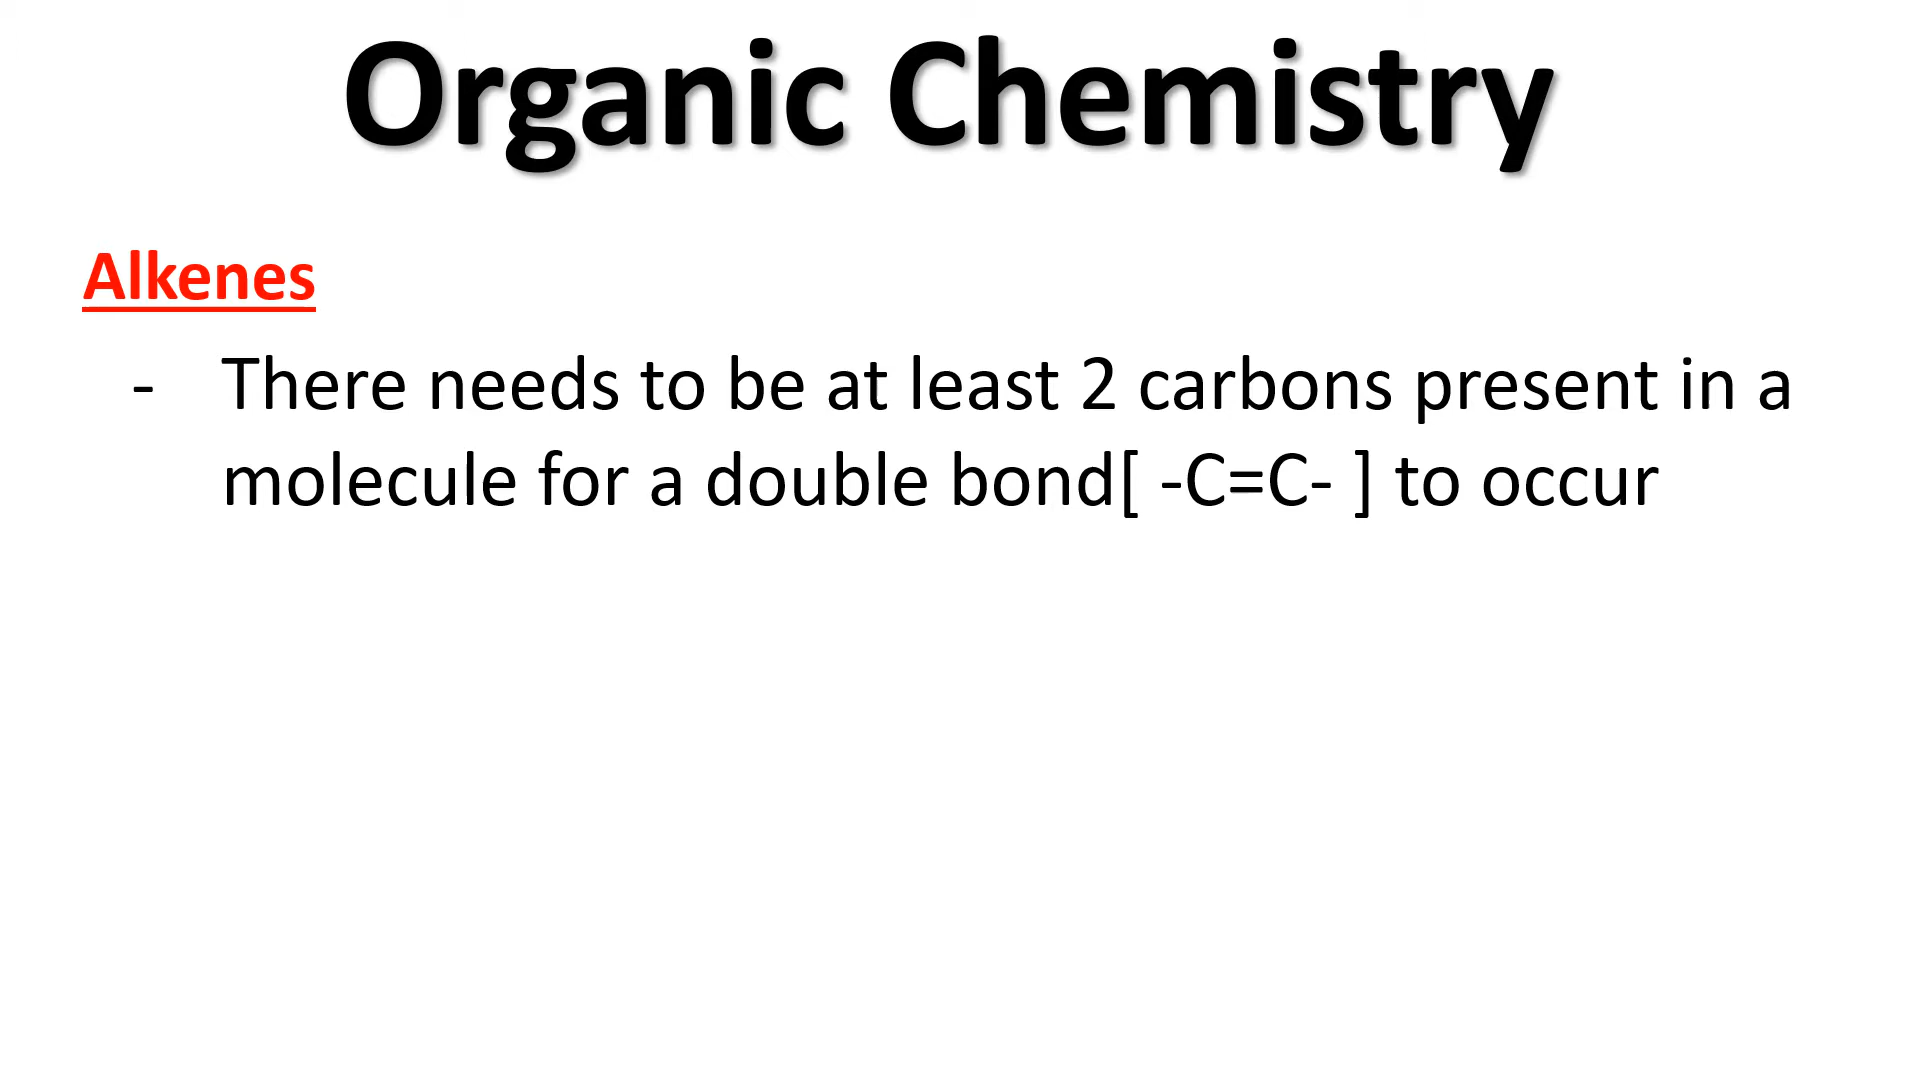 Organic Chemistry
Alkenes
- There needs to be at least 2 carbons present in a
molecule for a double bond[ -C=C- ] to occur